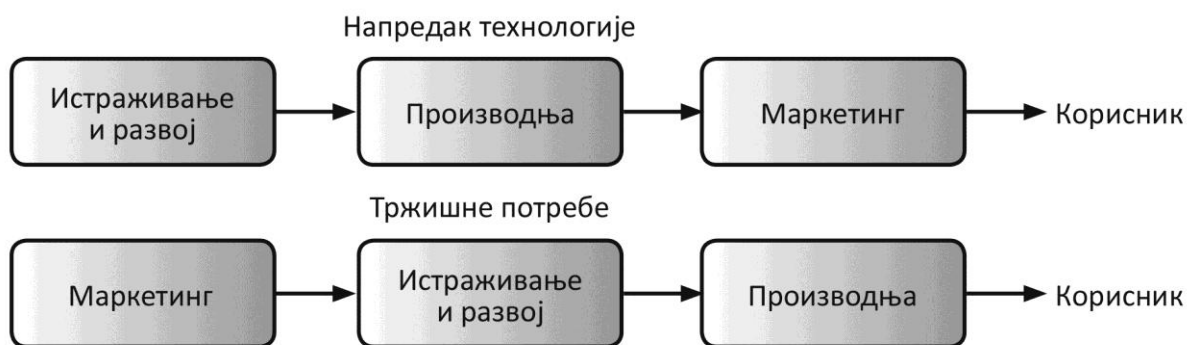 Напредак технологије
Истраживање
и развој
Производња
Маркетинг
Корисник
Тржишне потребе
Маркетинг
Истраживање
и развој
Производња
Корисник